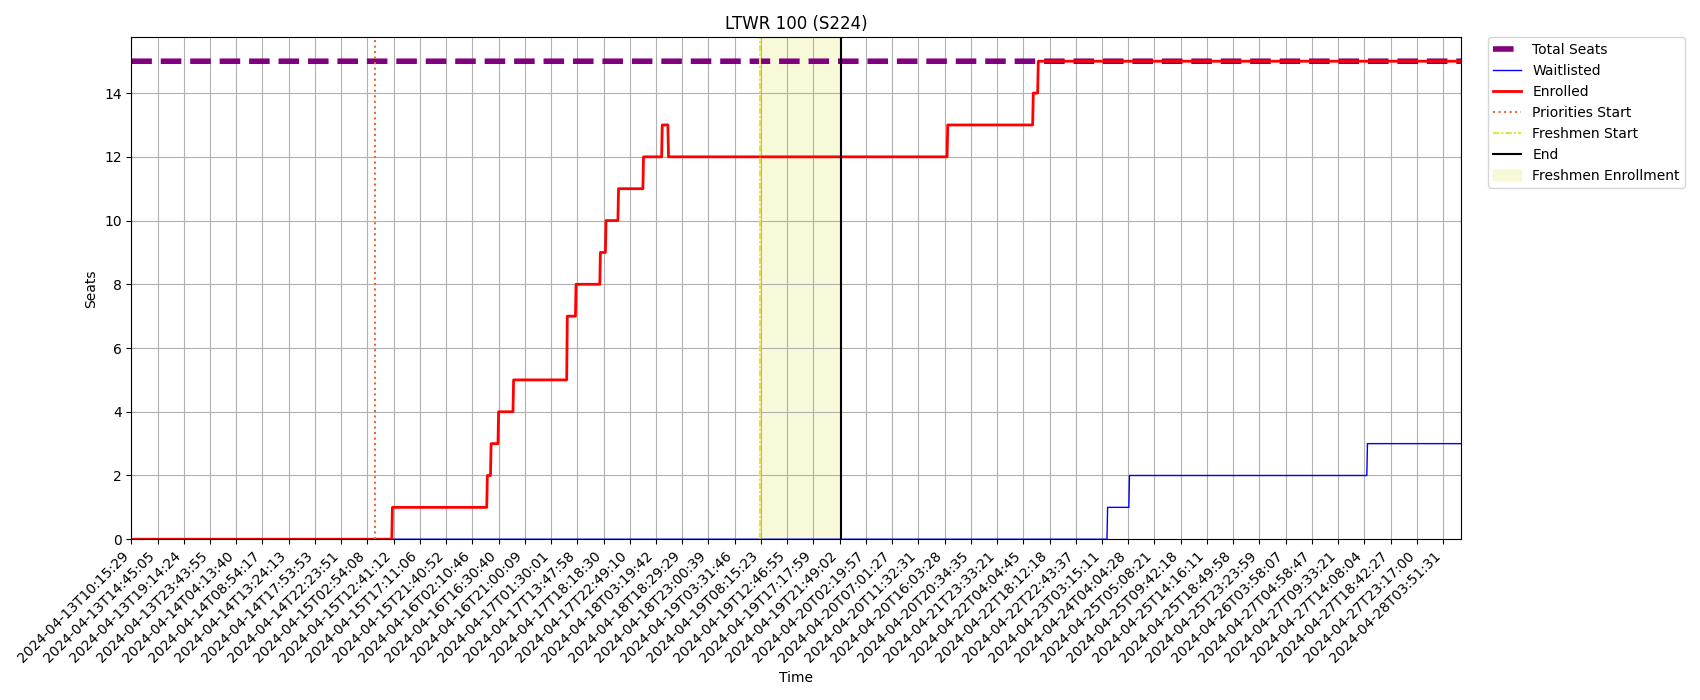 LTWR 100 (S224)
Total Seats
Waitlisted
Enrolled
Priorities Start
Freshmen Start
End
Freshmen Enrollment
Seats
14
12
10
8
6
4
2
0
2024-04-13T10:15:29
2024-04-13T14:45:05
2024-04-13T19:14:24
2024-04-13T23:43:55
2024-04-14T04:13:40
2024-04-14T08:54:17
2024-04-14T13:24:13
2024-04-14T17:53:53
2024-04-14T22:23:51
2024-04-15T02:54:08
2024-04-15T12:41:12
2024-04-15T17:11:06
2024-04-15T21:40:52
2024-04-16T02:10:46
2024-04-16T16:30:40
2024-04-16T21:00:09
2024-04-17T01:30:01
2024-04-17T13:47:58
2024-04-17T18:18:30
2024-04-17T22:49:10
2024-04-18T03:19:42
2024-04-18T18:29:29
2024-04-18T23:00:39
2024-04-19T03:31:46
2024-04-19T08:15:23
2024-04-19T12:46:55
2024-04-19T17:17:59
2024-04-19T21:49:02
2024-04-20T02:19:57
2024-04-20T07:01:27
2024-04-20T11:32:31
2024-04-20T16:03:28
2024-04-20T20:34:35
2024-04-21T23:33:21
2024-04-22T04:04:45
2024-04-22T18:12:18
2024-04-22T22:43:37
2024-04-23T03:15:11
2024-04-24T04:04:28
2024-04-25T05:08:21
2024-04-25T09:42:18
2024-04-25T14:16:11
2024-04-25T18:49:58
2024-04-25T23:23:59
2024-04-26T03:58:07
2024-04-27T04:58:47
2024-04-27T09:33:21
2024-04-27T14:08:04
2024-04-27T18:42:27
2024-04-27T23:17:00
2024-04-28T03:51:31
Time